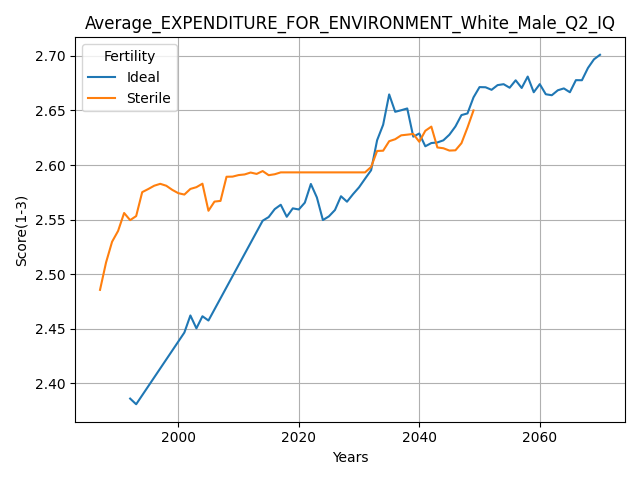 Average_EXPENDITURE_FOR_ENVIRONMENT_White_Male_Q2_IQ
Fertility
Ideal
Sterile
Score(1-3)
2.70
2.65
2.60
2.55
2.50
2.45
2.40
2000
2020
2040
2060
Years